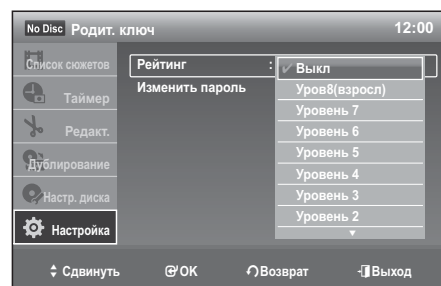 No Disc Родит. ключ 12:00
Список сюжетов
Таймер
Редакт.
Дублирование
Настр. диска
Настройка
Рейтинг :
Изменить пароль
Выкл
Уров8(взросл)
Уровень 7
Уровень 6
Уровень 5
Уровень 4
Уровень 3
Уровень 2
Сдвинуть OK Возврат Выход